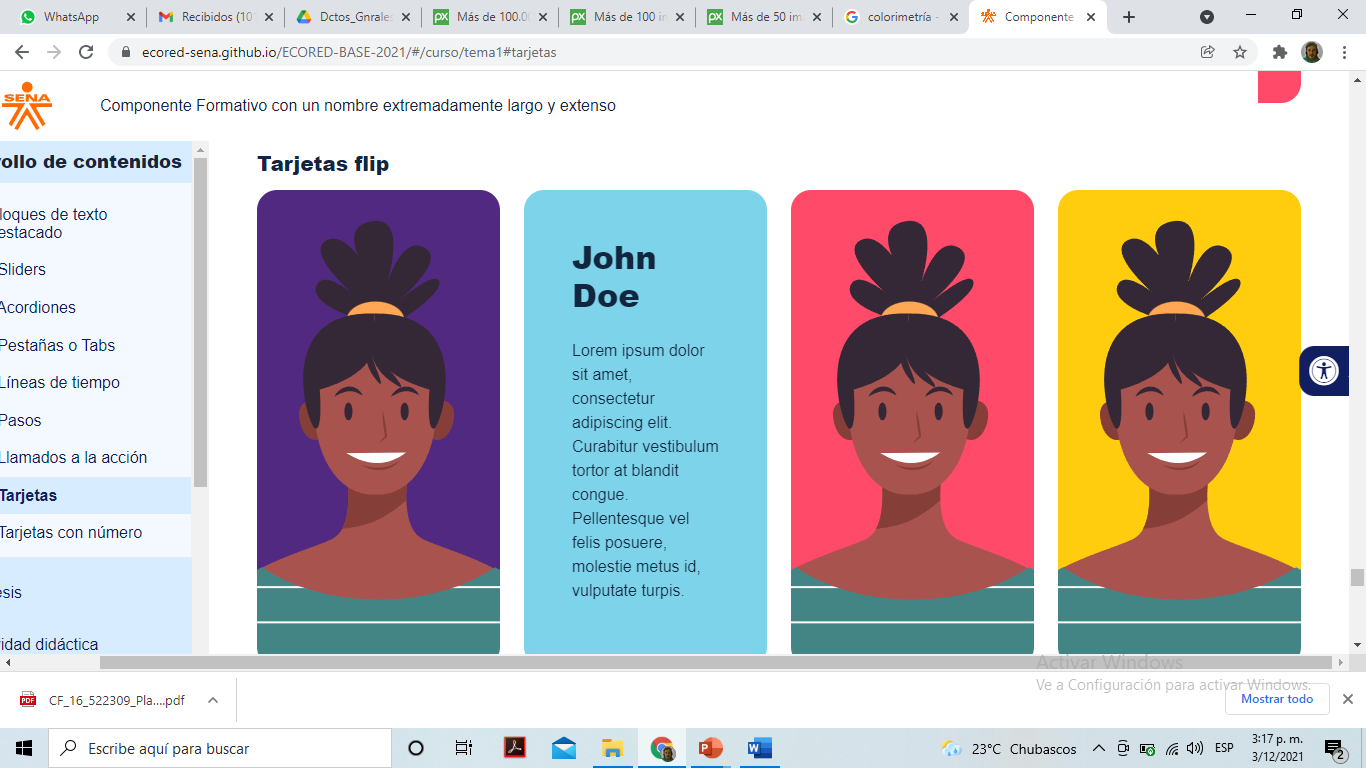 WhatsApp
Recibidos (10
Dctos_Gnrales
Más de 100.0
Más de 100 im
Más de 50 im
colorimetría -
Componente
ecored-sena.github.io/ECORED-BASE-2021/#/curso/tema1#tarjetas
SENA
Componente Formativo con un nombre extremadamente largo y extenso
ollo de contenidos
loques de texto
estacado
Sliders
Acordiones
Pestañas o Tabs
Líneas de tiempo
Pasos
Llamados a la acción
Tarjetas
Tarjetas con número
esis
vidad didáctica
Tarjetas flip
John
Doe
Lorem ipsum dolor
sit amet,
consectetur
adipiscing elit.
Curabitur vestibulum
tortor at blandit
congue.
Pellentesque vel
felis posuere,
molestie metus id,
vulputate turpis.
Activar Windows
Ve a Configuración para activar Windows.
CF_16_522309_Pla....pdf
Mostrar todo
Escribe aquí para buscar
23°C Chubascos
ESP
3:17 p. m.
3/12/2021
2